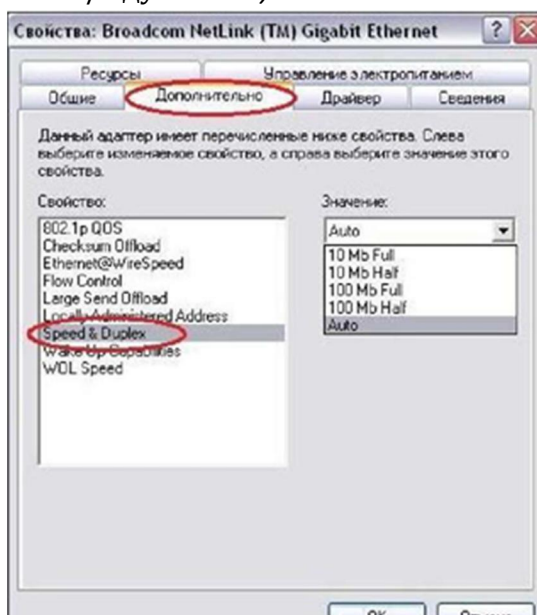 Свойства: Broadcom NetLink (TM) Gigabit Ethernet
Ресурсы Управление электропитанием
Общие Дополнительно Драйвер Сведения
Данный адаптер имеет перечисленные ниже свойства. Слева
выберите изменяемое свойство, а справа выберите значение этого
свойства.
Свойство:
Значение:
802.1p QOS
Checksum Offload
Ethernet@WireSpeed
Flow Control
Large Send Offload
Locally Administered Address
Speed & Duplex
Wake Up Capabilities
WOL Speed
Auto
10 Mb Full
10 Mb Half
100 Mb Full
100 Mb Half
Auto